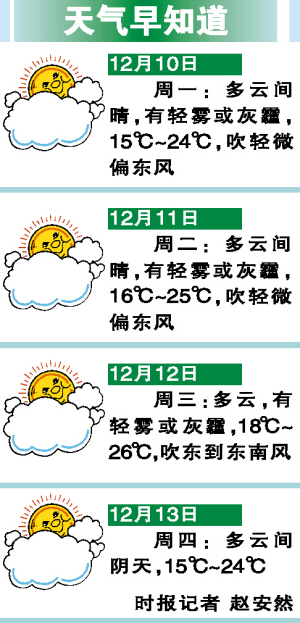 天气早知道
12月10日
周一：多云间
晴,有轻雾或灰霾,
15℃~24℃,吹轻微
偏东风
12月11日
周二：多云间
晴,有轻雾或灰霾,
16℃~25℃,吹轻微
偏东风
12月12日
周三:多云,有
轻雾或灰霾,18℃~
26℃,吹东到东南风
12月13日
周四：多云间
阴天,15℃~24℃
时报记者 赵安然